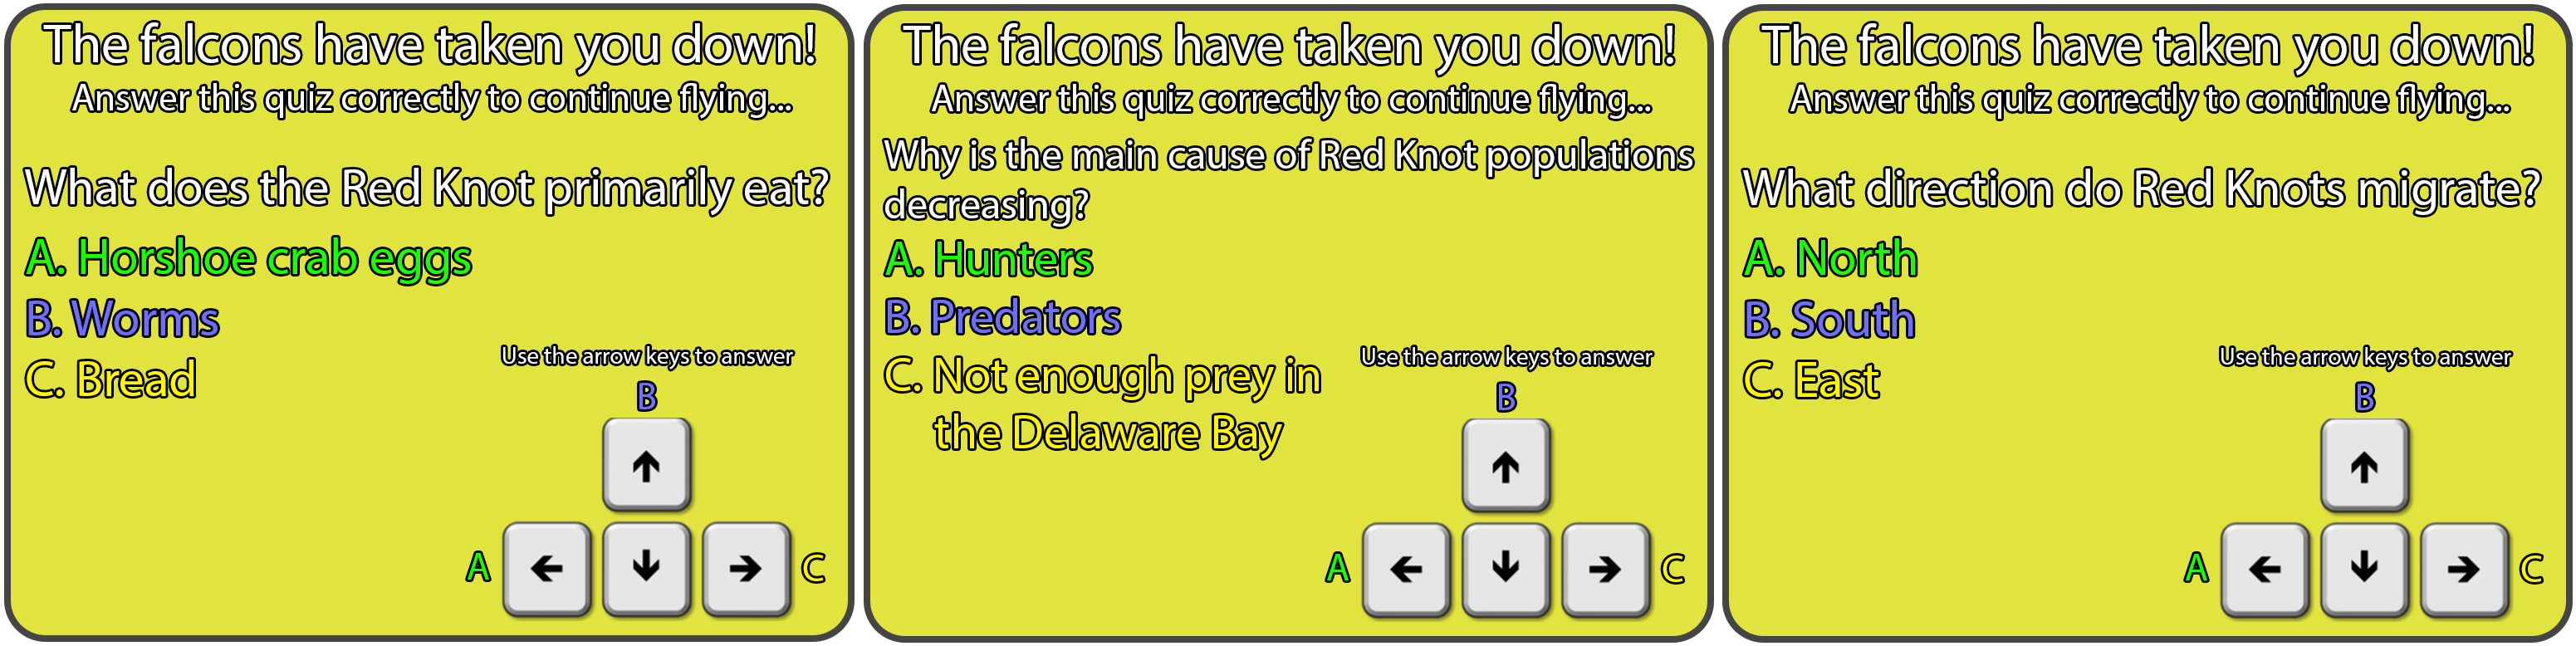 The falcons have taken you down!
Answer this quiz correctly to continue flying...
What does the Red Knot primarily eat?
A. Horshoe crab eggs
B. Worms
C. Bread
Use the arrow keys to answer
B
A
C
The falcons have taken you down!
Answer this quiz correctly to continue flying...
Why is the main cause of Red Knot populations
decreasing?
A. Hunters
B. Predators
C. Not enough prey in
the Delaware Bay
Use the arrow keys to answer
B
A
C
The falcons have taken you down!
Answer this quiz correctly to continue flying...
What direction do Red Knots migrate?
A. North
B. South
C. East
Use the arrow keys to answer
B
A
C